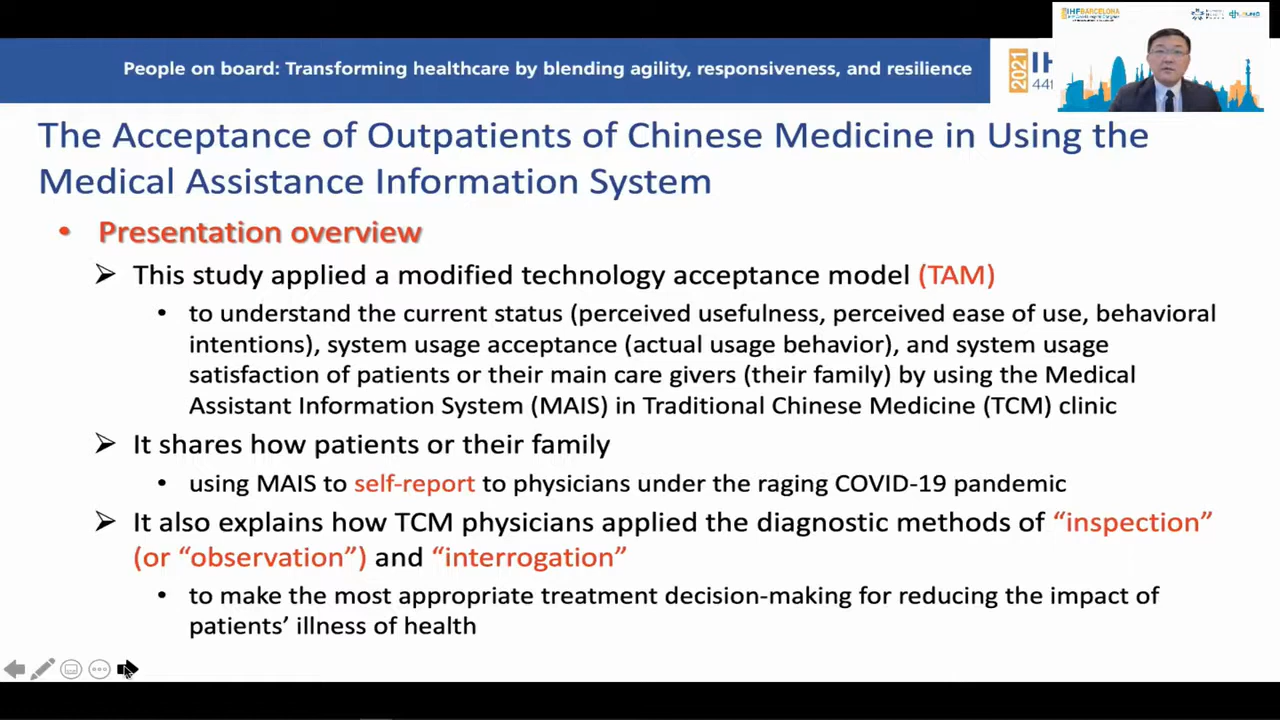 People on board: Transforming healthcare by blending agility, responsiveness, and resilience
2021
IHF BARCELONA
The Acceptance of Outpatients of Chinese Medicine in Using the
Medical Assistance Information System
• Presentation overview
➢ This study applied a modified technology acceptance model (TAM)
• to understand the current status (perceived usefulness, perceived ease of use, behavioral
intentions), system usage acceptance (actual usage behavior), and system usage
satisfaction of patients or their main care givers (their family) by using the Medical
Assistant Information System (MAIS) in Traditional Chinese Medicine (TCM) clinic
➢ It shares how patients or their family
• using MAIS to self-report to physicians under the raging COVID-19 pandemic
➢ It also explains how TCM physicians applied the diagnostic methods of “inspection”
(or “observation”) and “interrogation”
• to make the most appropriate treatment decision-making for reducing the impact of
patients’ illness of health